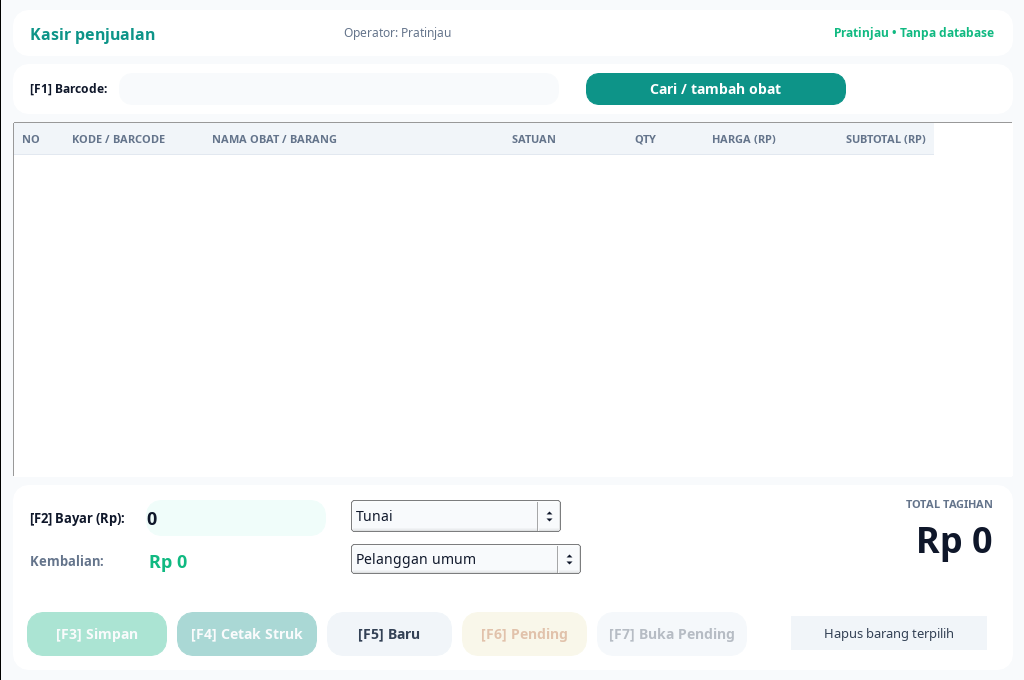 Kasir penjualan
Operator: Pratinjau
Pratinjau • Tanpa database
[F1] Barcode:
Cari / tambah obat
NO KODE / BARCODE NAMA OBAT / BARANG SATUAN QTY HARGA (RP) SUBTOTAL (RP)
[F2] Bayar (Rp): 0
Tunai
TOTAL TAGIHAN
Rp 0
Kembalian: Rp 0
Pelanggan umum
[F3] Simpan
[F4] Cetak Struk
[F5] Baru
[F6] Pending
[F7] Buka Pending
Hapus barang terpilih